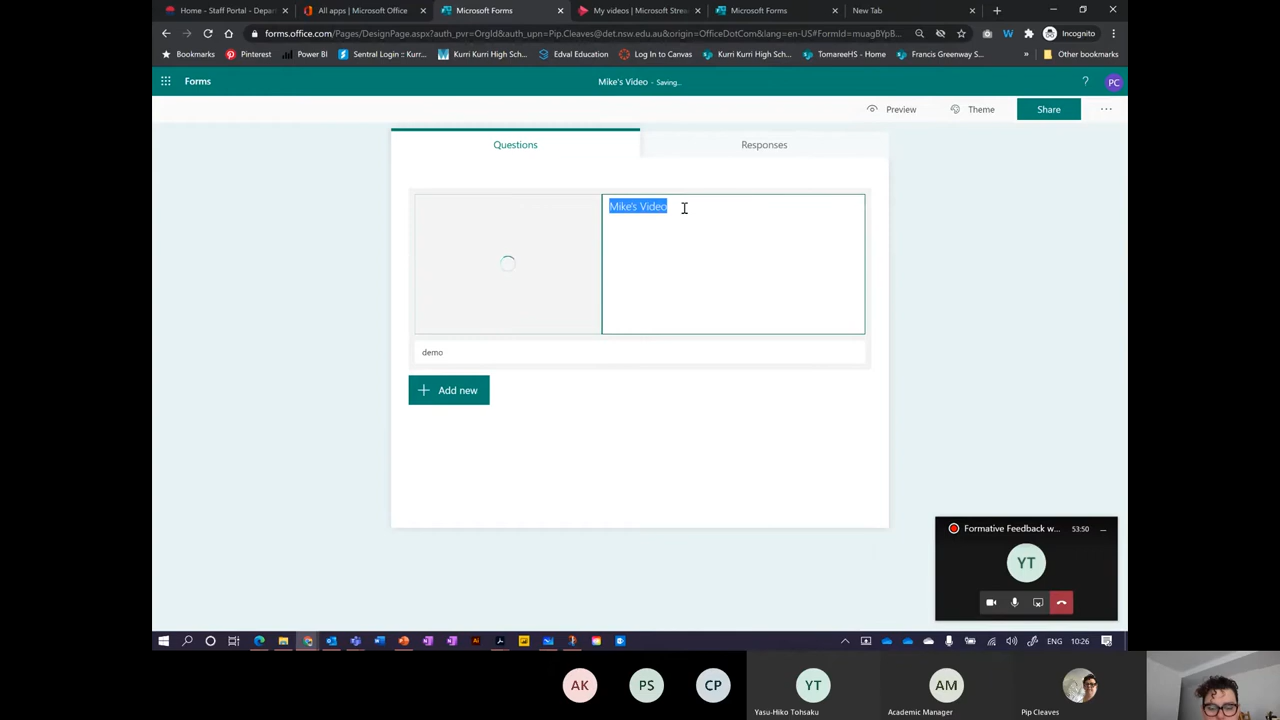 Home - Staff Portal - Depar
All apps | Microsoft Office
Microsoft Forms
My videos | Microsoft Strea
Microsoft Forms
New Tab
forms.office.com/Pages/DesignPage.aspx?auth_pvr=OrgId&auth_upn=Pip.Cleaves@det.nsw.edu.au&origin=OfficeDotCom&lang=en-US#FormId=muagBYpB...
Incognito
Bookmarks
Pinterest
Power BI
Sentral Login :: Kurr...
Kurri Kurri High Sch...
Edval Education
Log In to Canvas
Kurri Kurri High Sch...
TomareeHS - Home
Francis Greenway S...
»
Other bookmarks
Forms
Mike's Video - Saving...
?
PC
Preview
Theme
Share
...
Questions
Responses
Mike's Video
demo
+ Add new
Formative Feedback w...
53:50
YT
ENG
10:26
AK
PS
CP
YT
Yasu-Hiko Tohsaku
AM
Academic Manager
Pip Cleaves